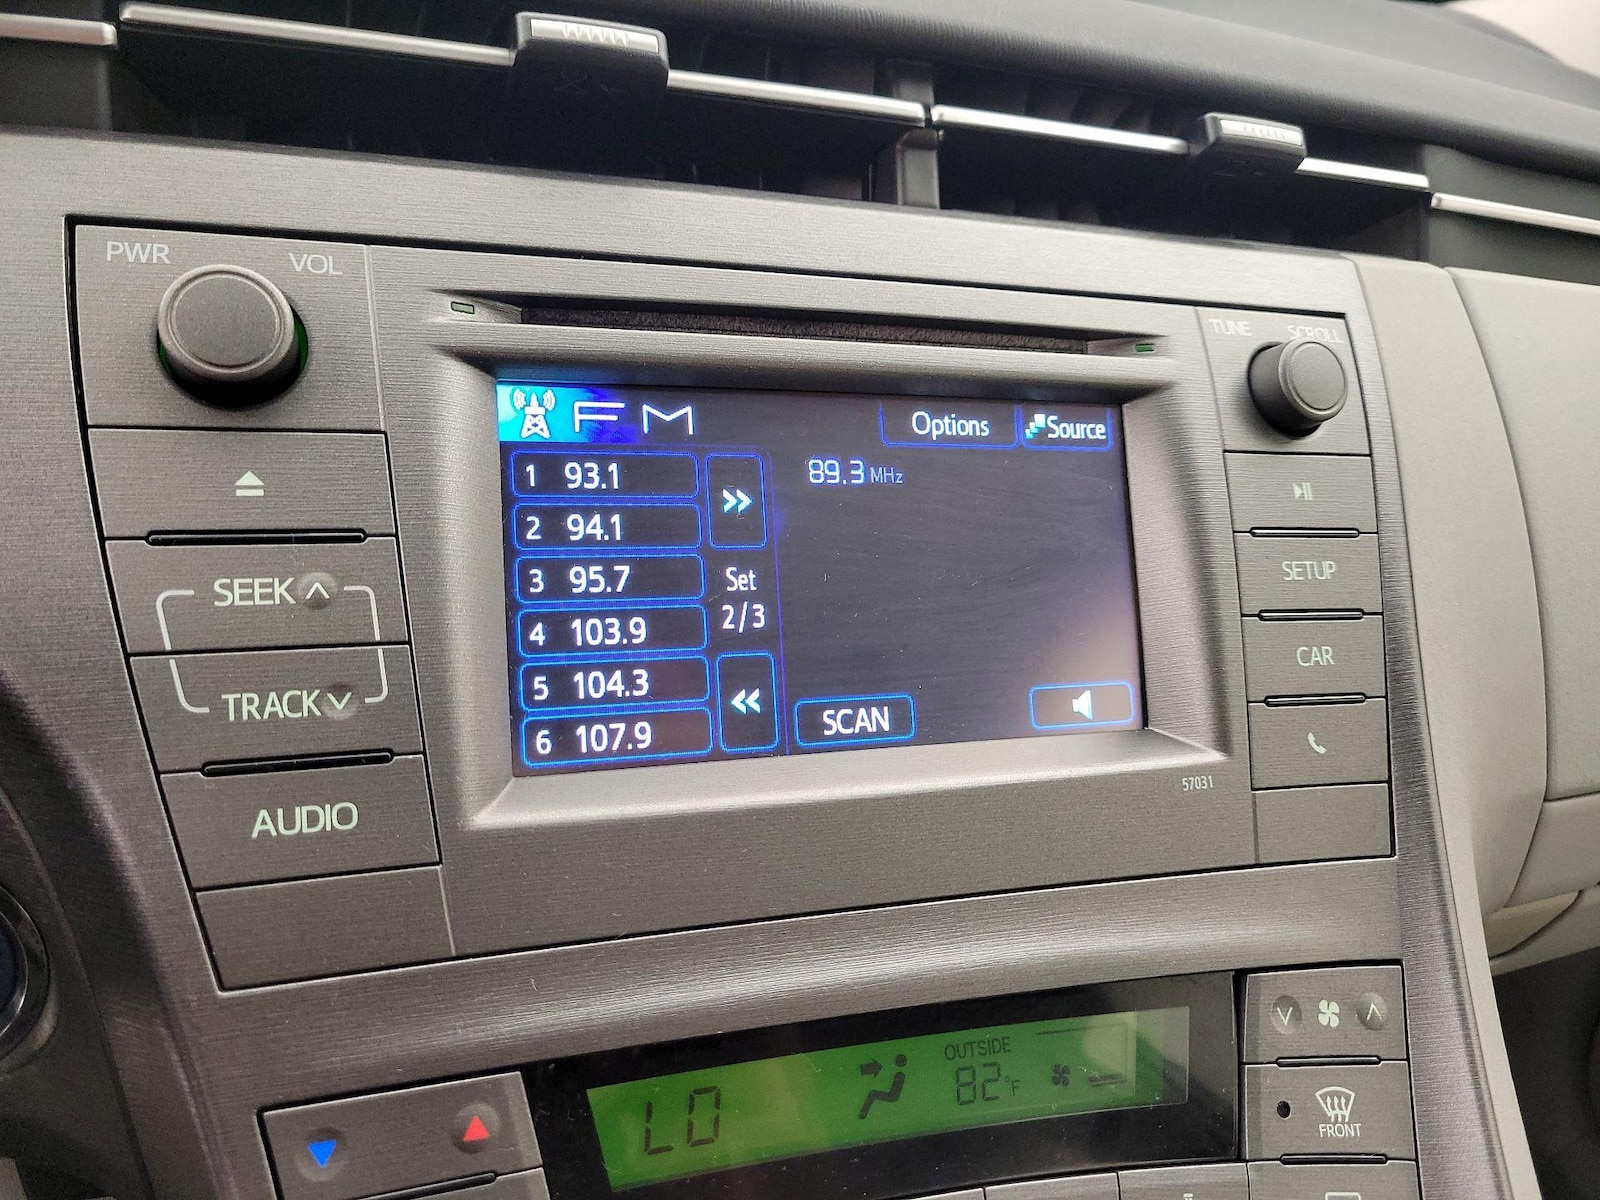 PWR VOL
TUNE SCROLL
FM
Options
Source
1 93.1
2 94.1
3 95.7
4 103.9
5 104.3
6 107.9
Set
2/3
89.3 MHz
SCAN
SEEK
TRACK
AUDIO
SETUP
CAR
57031
LO
OUTSIDE
82°F
FRONT